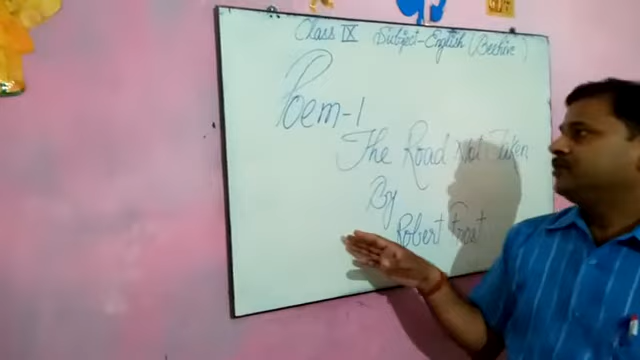 Class IX Subject-English (Beehive)
Poem-1
The Road Not Taken
By
Robert Frost